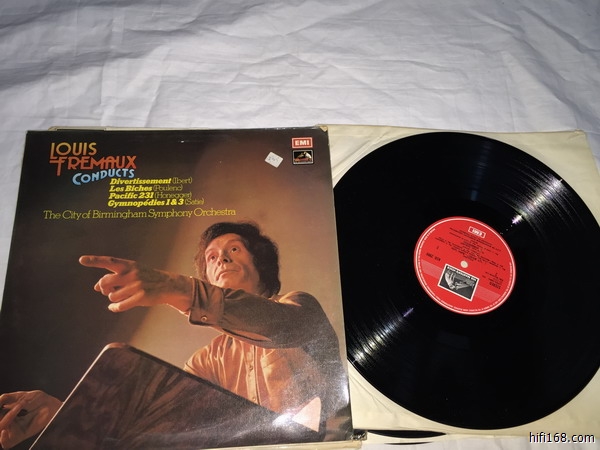 LOUIS
FREMAUX
CONDUCTS
Divertissement (Ibert)
Les Biches (Poulenc)
Pacific 231 (Honegger)
Gymnopédies 1 & 3 (Satie)
The City of Birmingham Symphony Orchestra
EMI
EMI
hifi168.com